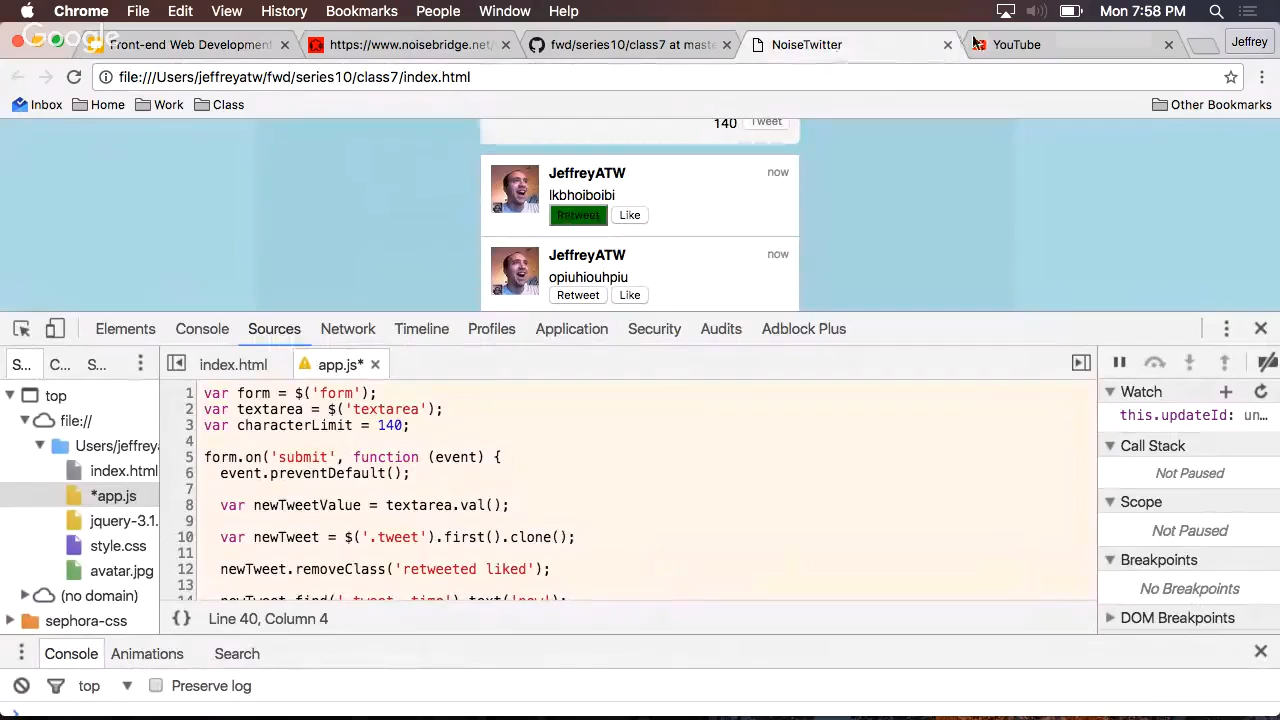 Chrome File Edit View History Bookmarks People Window Help Mon 7:58 PM
Google
Front-end Web Development https://www.noisebridge.net/ fwd/series10/class7 at master NoiseTwitter YouTube Jeffrey
file:///Users/jeffreyatw/fwd/series10/class7/index.html
Inbox Home Work Class Other Bookmarks
140 Tweet
JeffreyATW now
lkbhoiboibi
Retweet Like
JeffreyATW now
opiuhiouhpiu
Retweet Like
Elements Console Sources Network Timeline Profiles Application Security Audits Adblock Plus
S... C... S... index.html app.js*
top
file://
Users/jeffreya
index.html
*app.js
jquery-3.1.
style.css
avatar.jpg
(no domain)
sephora-css
1 var form = $('form');
2 var textarea = $('textarea');
3 var characterLimit = 140;
4
5 form.on('submit', function (event) {
6 event.preventDefault();
7
8 var newTweetValue = textarea.val();
9
10 var newTweet = $('.tweet').first().clone();
11
12 newTweet.removeClass('retweeted liked');
13
14 newTweet.find('.tweet__time').text('now');
{} Line 40, Column 4
Watch
this.updateId: un...
Call Stack
Not Paused
Scope
Not Paused
Breakpoints
No Breakpoints
DOM Breakpoints
Console Animations Search
top Preserve log